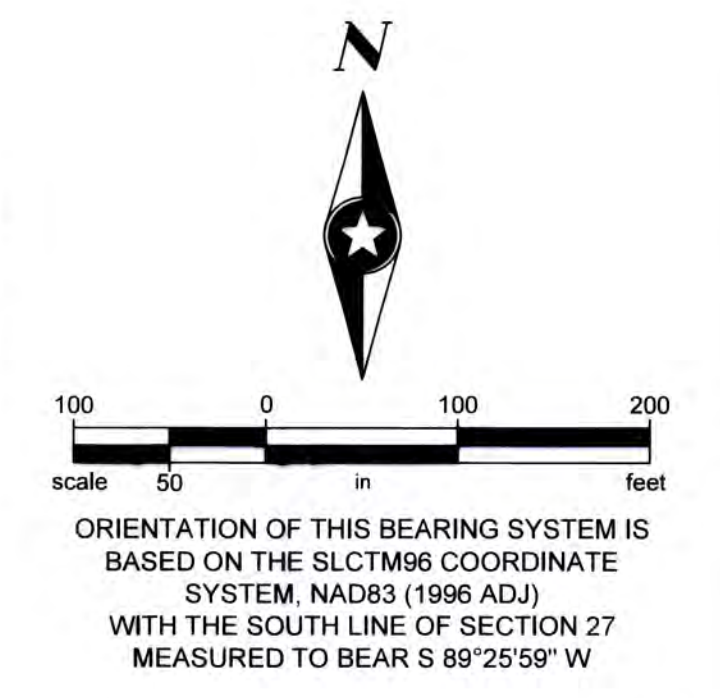 N
100 0 100 200
scale 50 in feet
ORIENTATION OF THIS BEARING SYSTEM IS
BASED ON THE SLCTM96 COORDINATE
SYSTEM, NAD83 (1996 ADJ)
WITH THE SOUTH LINE OF SECTION 27
MEASURED TO BEAR S 89°25'59" W